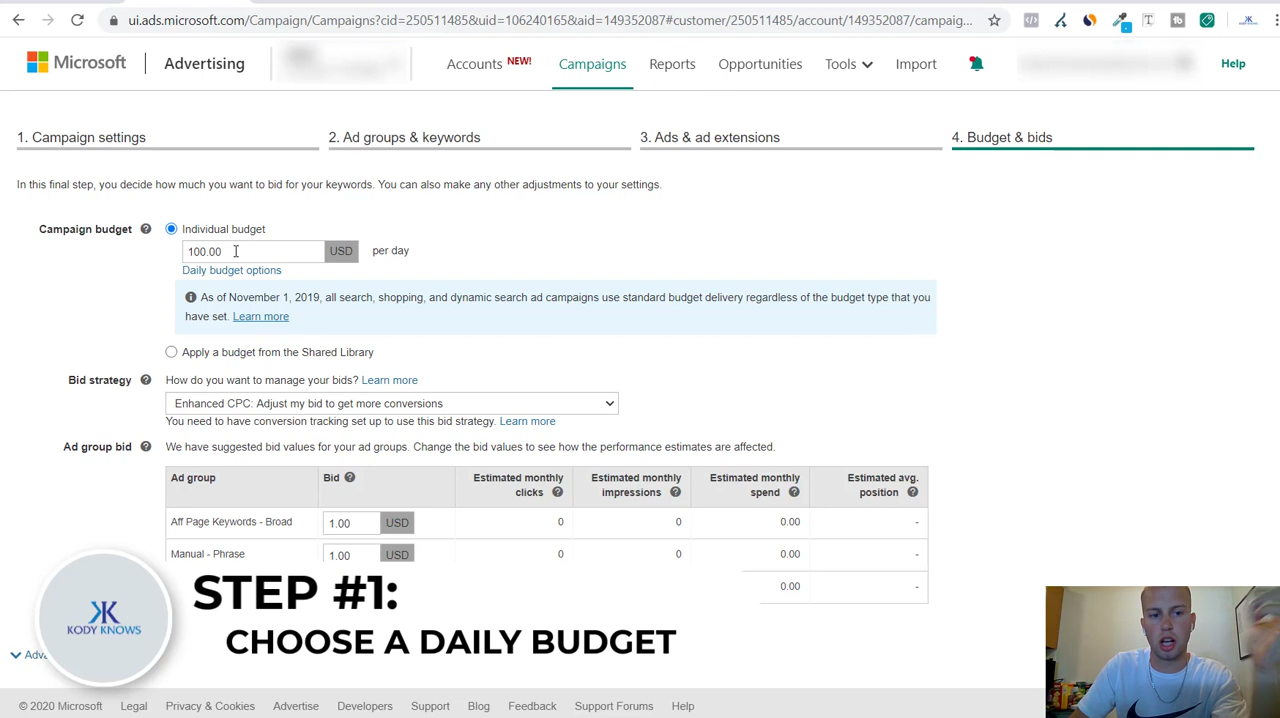 ui.ads.microsoft.com/Campaign/Campaigns?cid=250511485&uid=106240165&aid=149352087#customer/250511485/account/149352087/campaig...
Microsoft Advertising Accounts NEW! Campaigns Reports Opportunities Tools Import Help
1. Campaign settings 2. Ad groups & keywords 3. Ads & ad extensions 4. Budget & bids
In this final step, you decide how much you want to bid for your keywords. You can also make any other adjustments to your settings.
Campaign budget Individual budget
100.00 USD per day
Daily budget options
As of November 1, 2019, all search, shopping, and dynamic search ad campaigns use standard budget delivery regardless of the budget type that you
have set. Learn more
Apply a budget from the Shared Library
Bid strategy How do you want to manage your bids? Learn more
Enhanced CPC: Adjust my bid to get more conversions
You need to have conversion tracking set up to use this bid strategy. Learn more
Ad group bid We have suggested bid values for your ad groups. Change the bid values to see how the performance estimates are affected.
Ad group Bid Estimated monthly clicks Estimated monthly impressions Estimated monthly spend Estimated avg. position
Aff Page Keywords - Broad 1.00 USD 0 0 0.00 -
Manual - Phrase 1.00 USD 0 0 0.00 -
0.00 -
STEP #1:
CHOOSE A DAILY BUDGET
KODY KNOWS
© 2020 Microsoft Legal Privacy & Cookies Advertise Developers Support Blog Feedback Support Forums Help